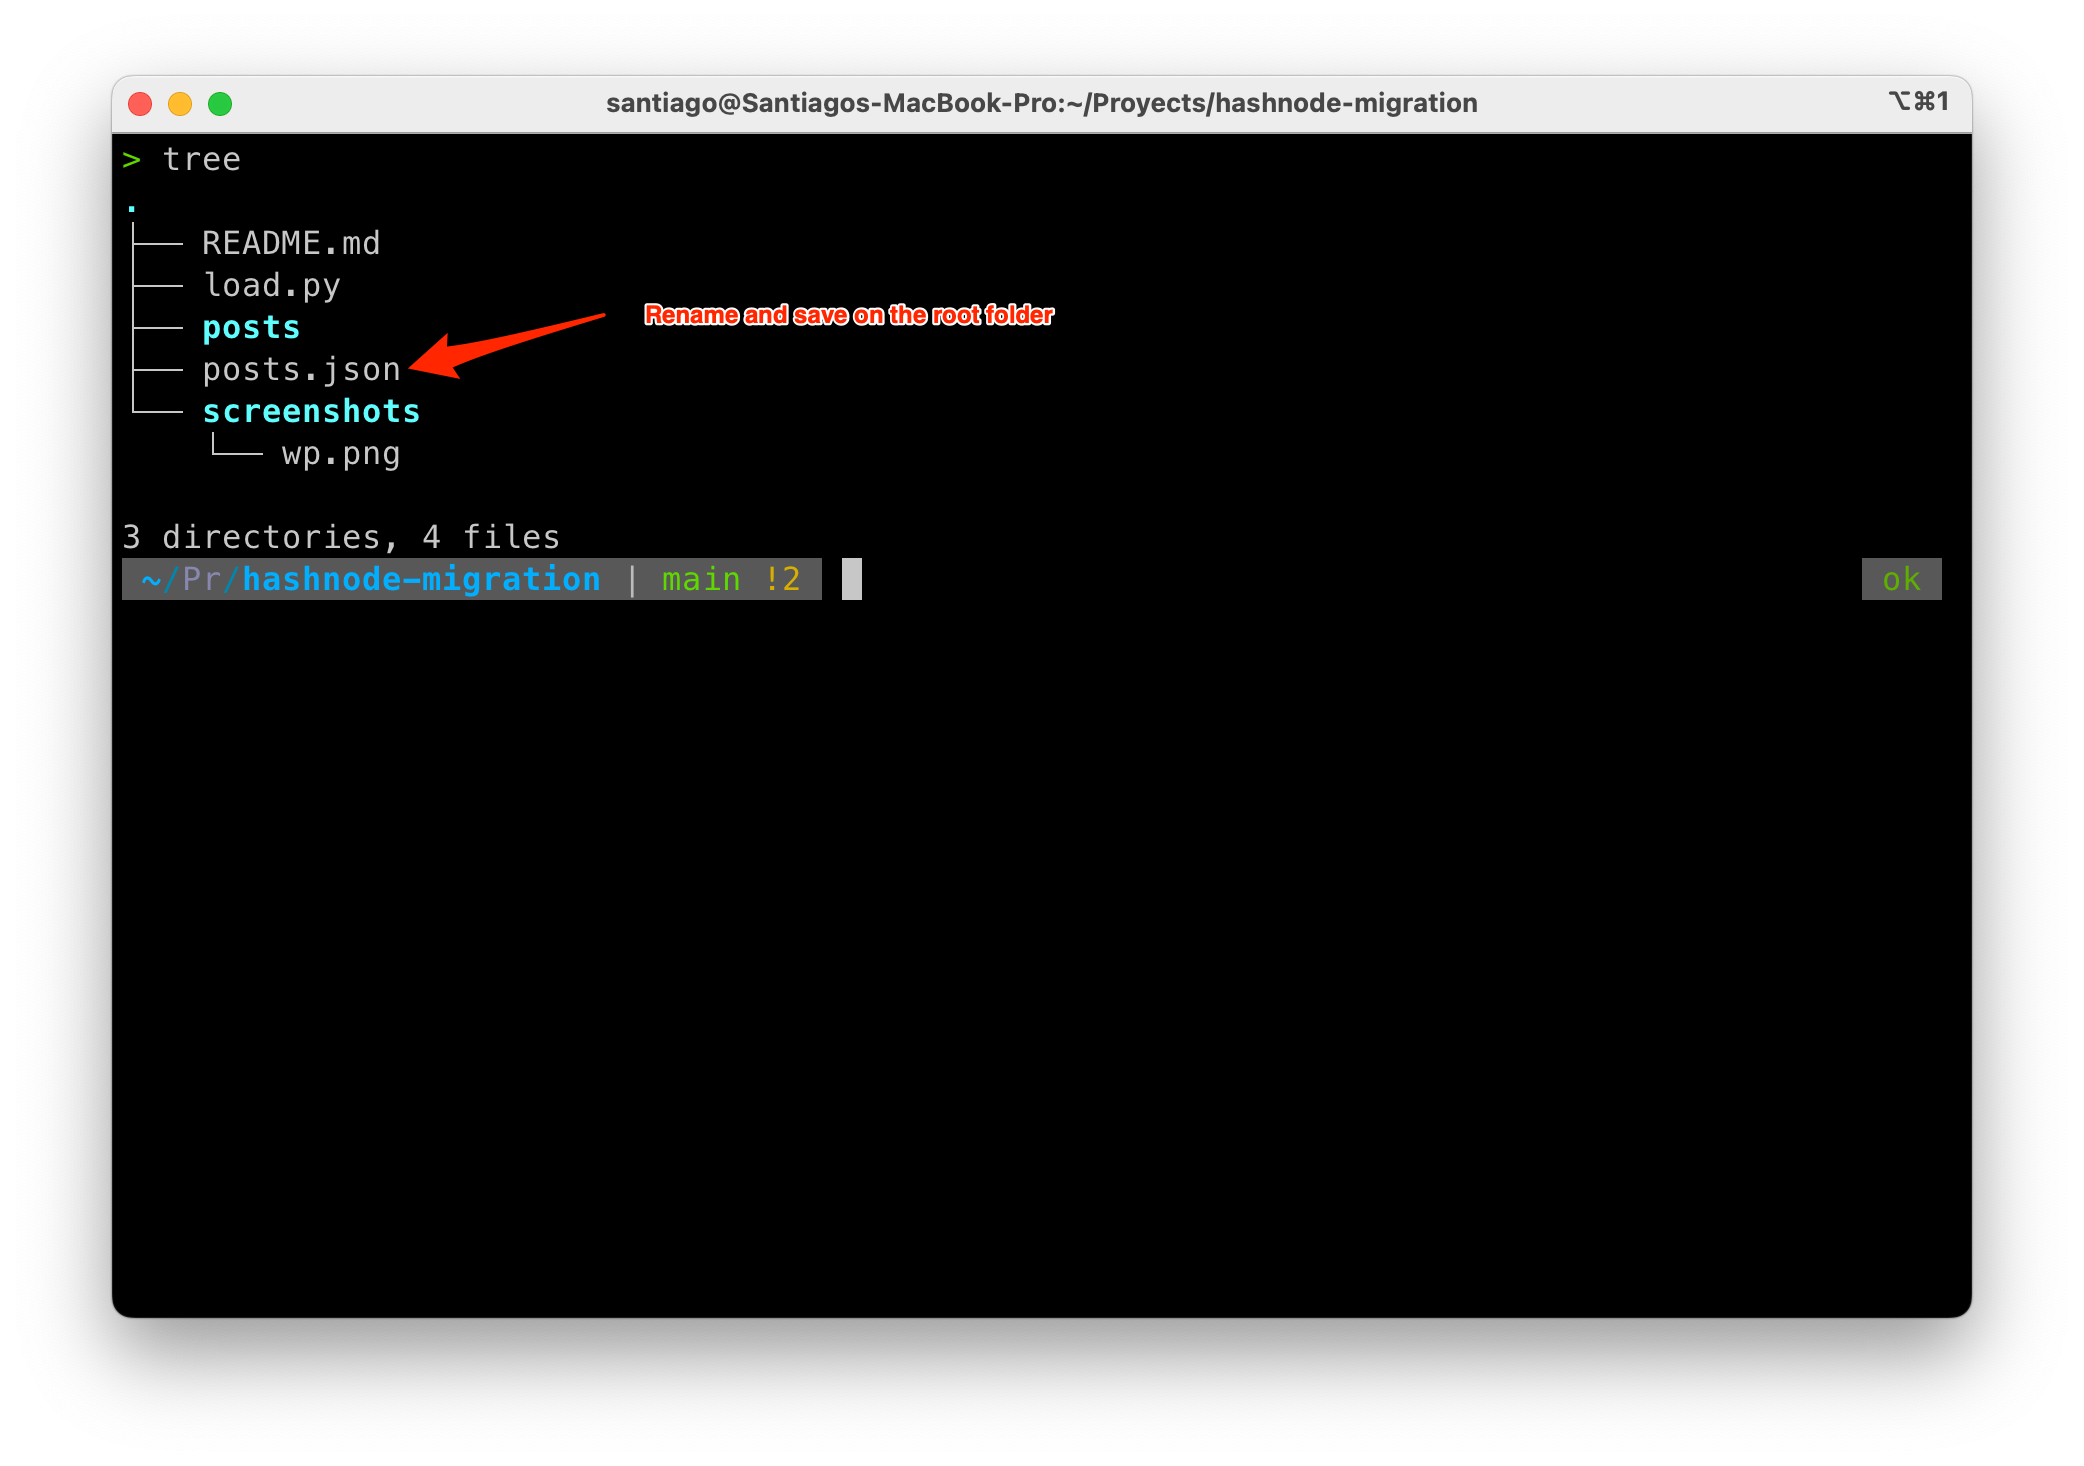 santiago@Santiagos-MacBook-Pro:~/Proyects/hashnode-migration ⌥⌘1
> tree
.
├── README.md
├── load.py
├── posts
├── posts.json
Rename and save on the root folder
└── screenshots
    └── wp.png
3 directories, 4 files
~/Pr/hashnode-migration | main !2 ok